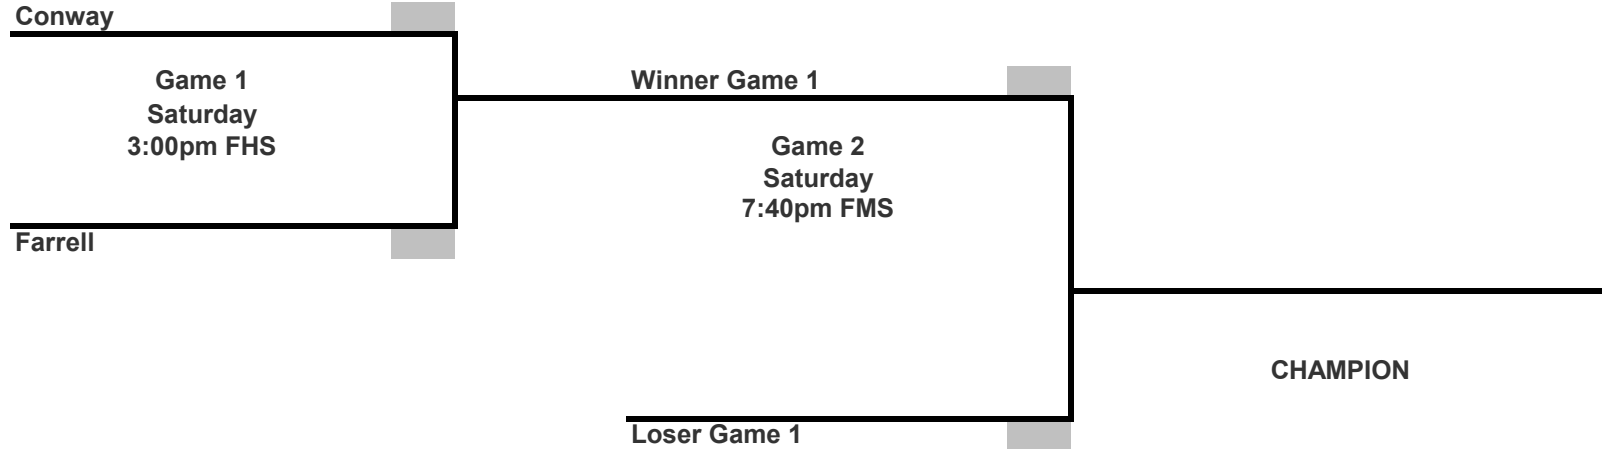 Conway
Game 1
Saturday
3:00pm FHS
Farrell
Winner Game 1
Game 2
Saturday
7:40pm FMS
Loser Game 1
CHAMPION